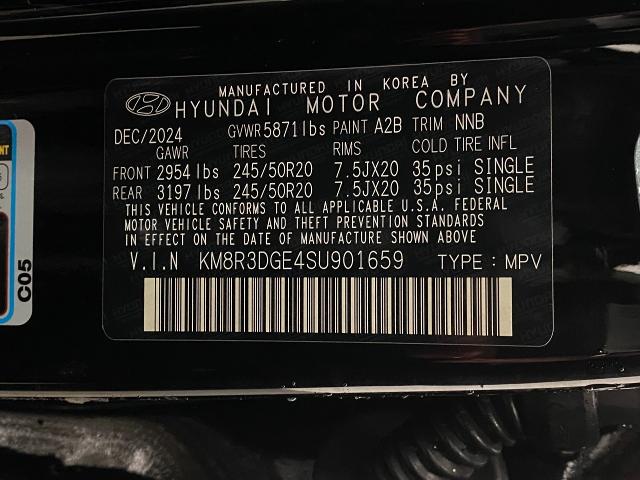 MANUFACTURED IN KOREA BY
HYUNDAI MOTOR COMPANY
DEC/2024 GVWR 5871lbs PAINT A2B TRIM NNB
GAWR TIRES RIMS COLD TIRE INFL
FRONT 2954 lbs 245/50R20 7.5JX20 35psi SINGLE
REAR 3197 lbs 245/50R20 7.5JX20 35psi SINGLE
THIS VEHICLE CONFORMS TO ALL APPLICABLE U.S.A. FEDERAL
MOTOR VEHICLE SAFETY AND THEFT PREVENTION STANDARDS
IN EFFECT ON THE DATE OF MANUFACTURE SHOWN ABOVE
V.I.N KM8R3DGE4SU901659 TYPE : MPV
C05